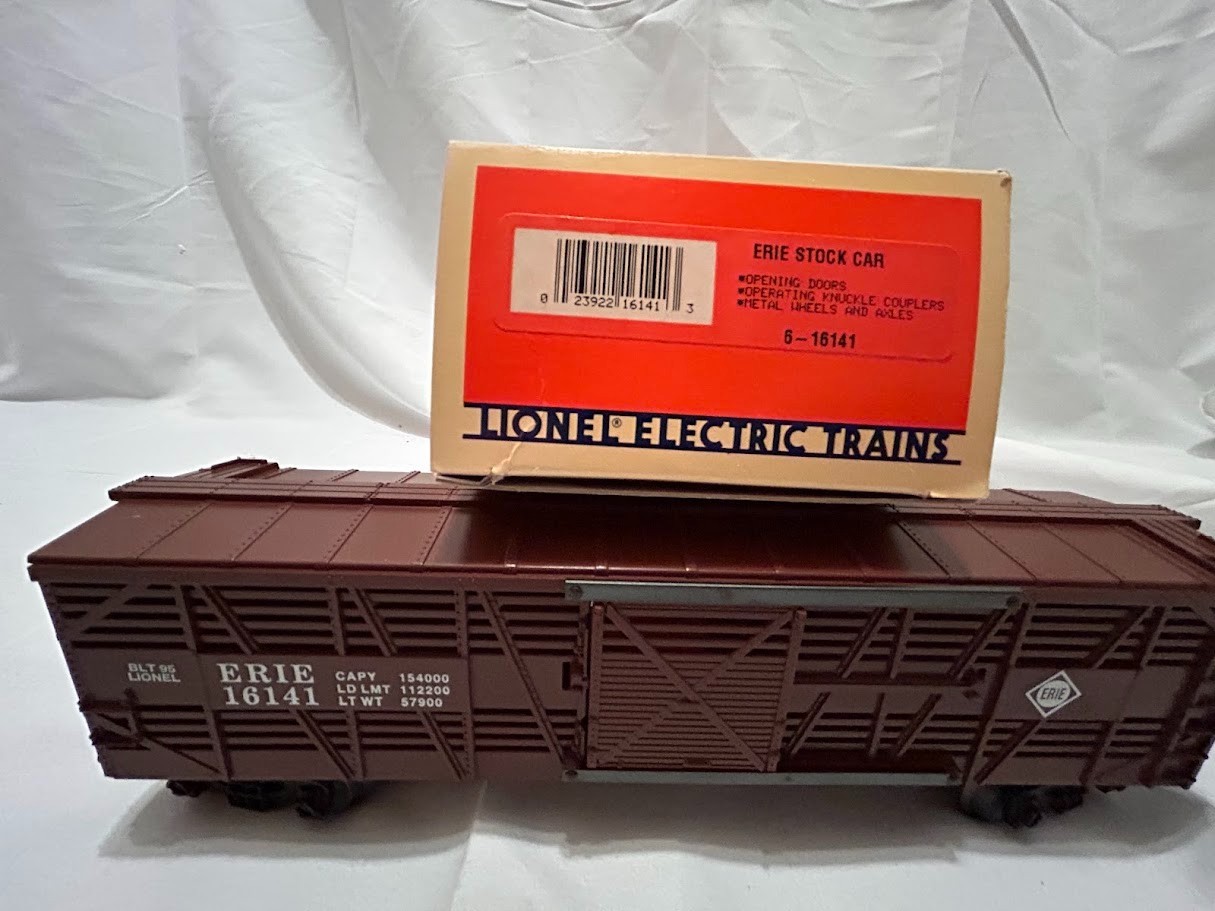 ERIE STOCK CAR
*OPENING DOORS
*OPERATING KNUCKLE COUPLERS
*METAL WHEELS AND AXLES
6-16141
0 23922 16141 3
LIONEL® ELECTRIC TRAINS
BLT 95
LIONEL
ERIE
16141
CAPY 154000
LD LMT 112200
LT WT 57900
ERIE